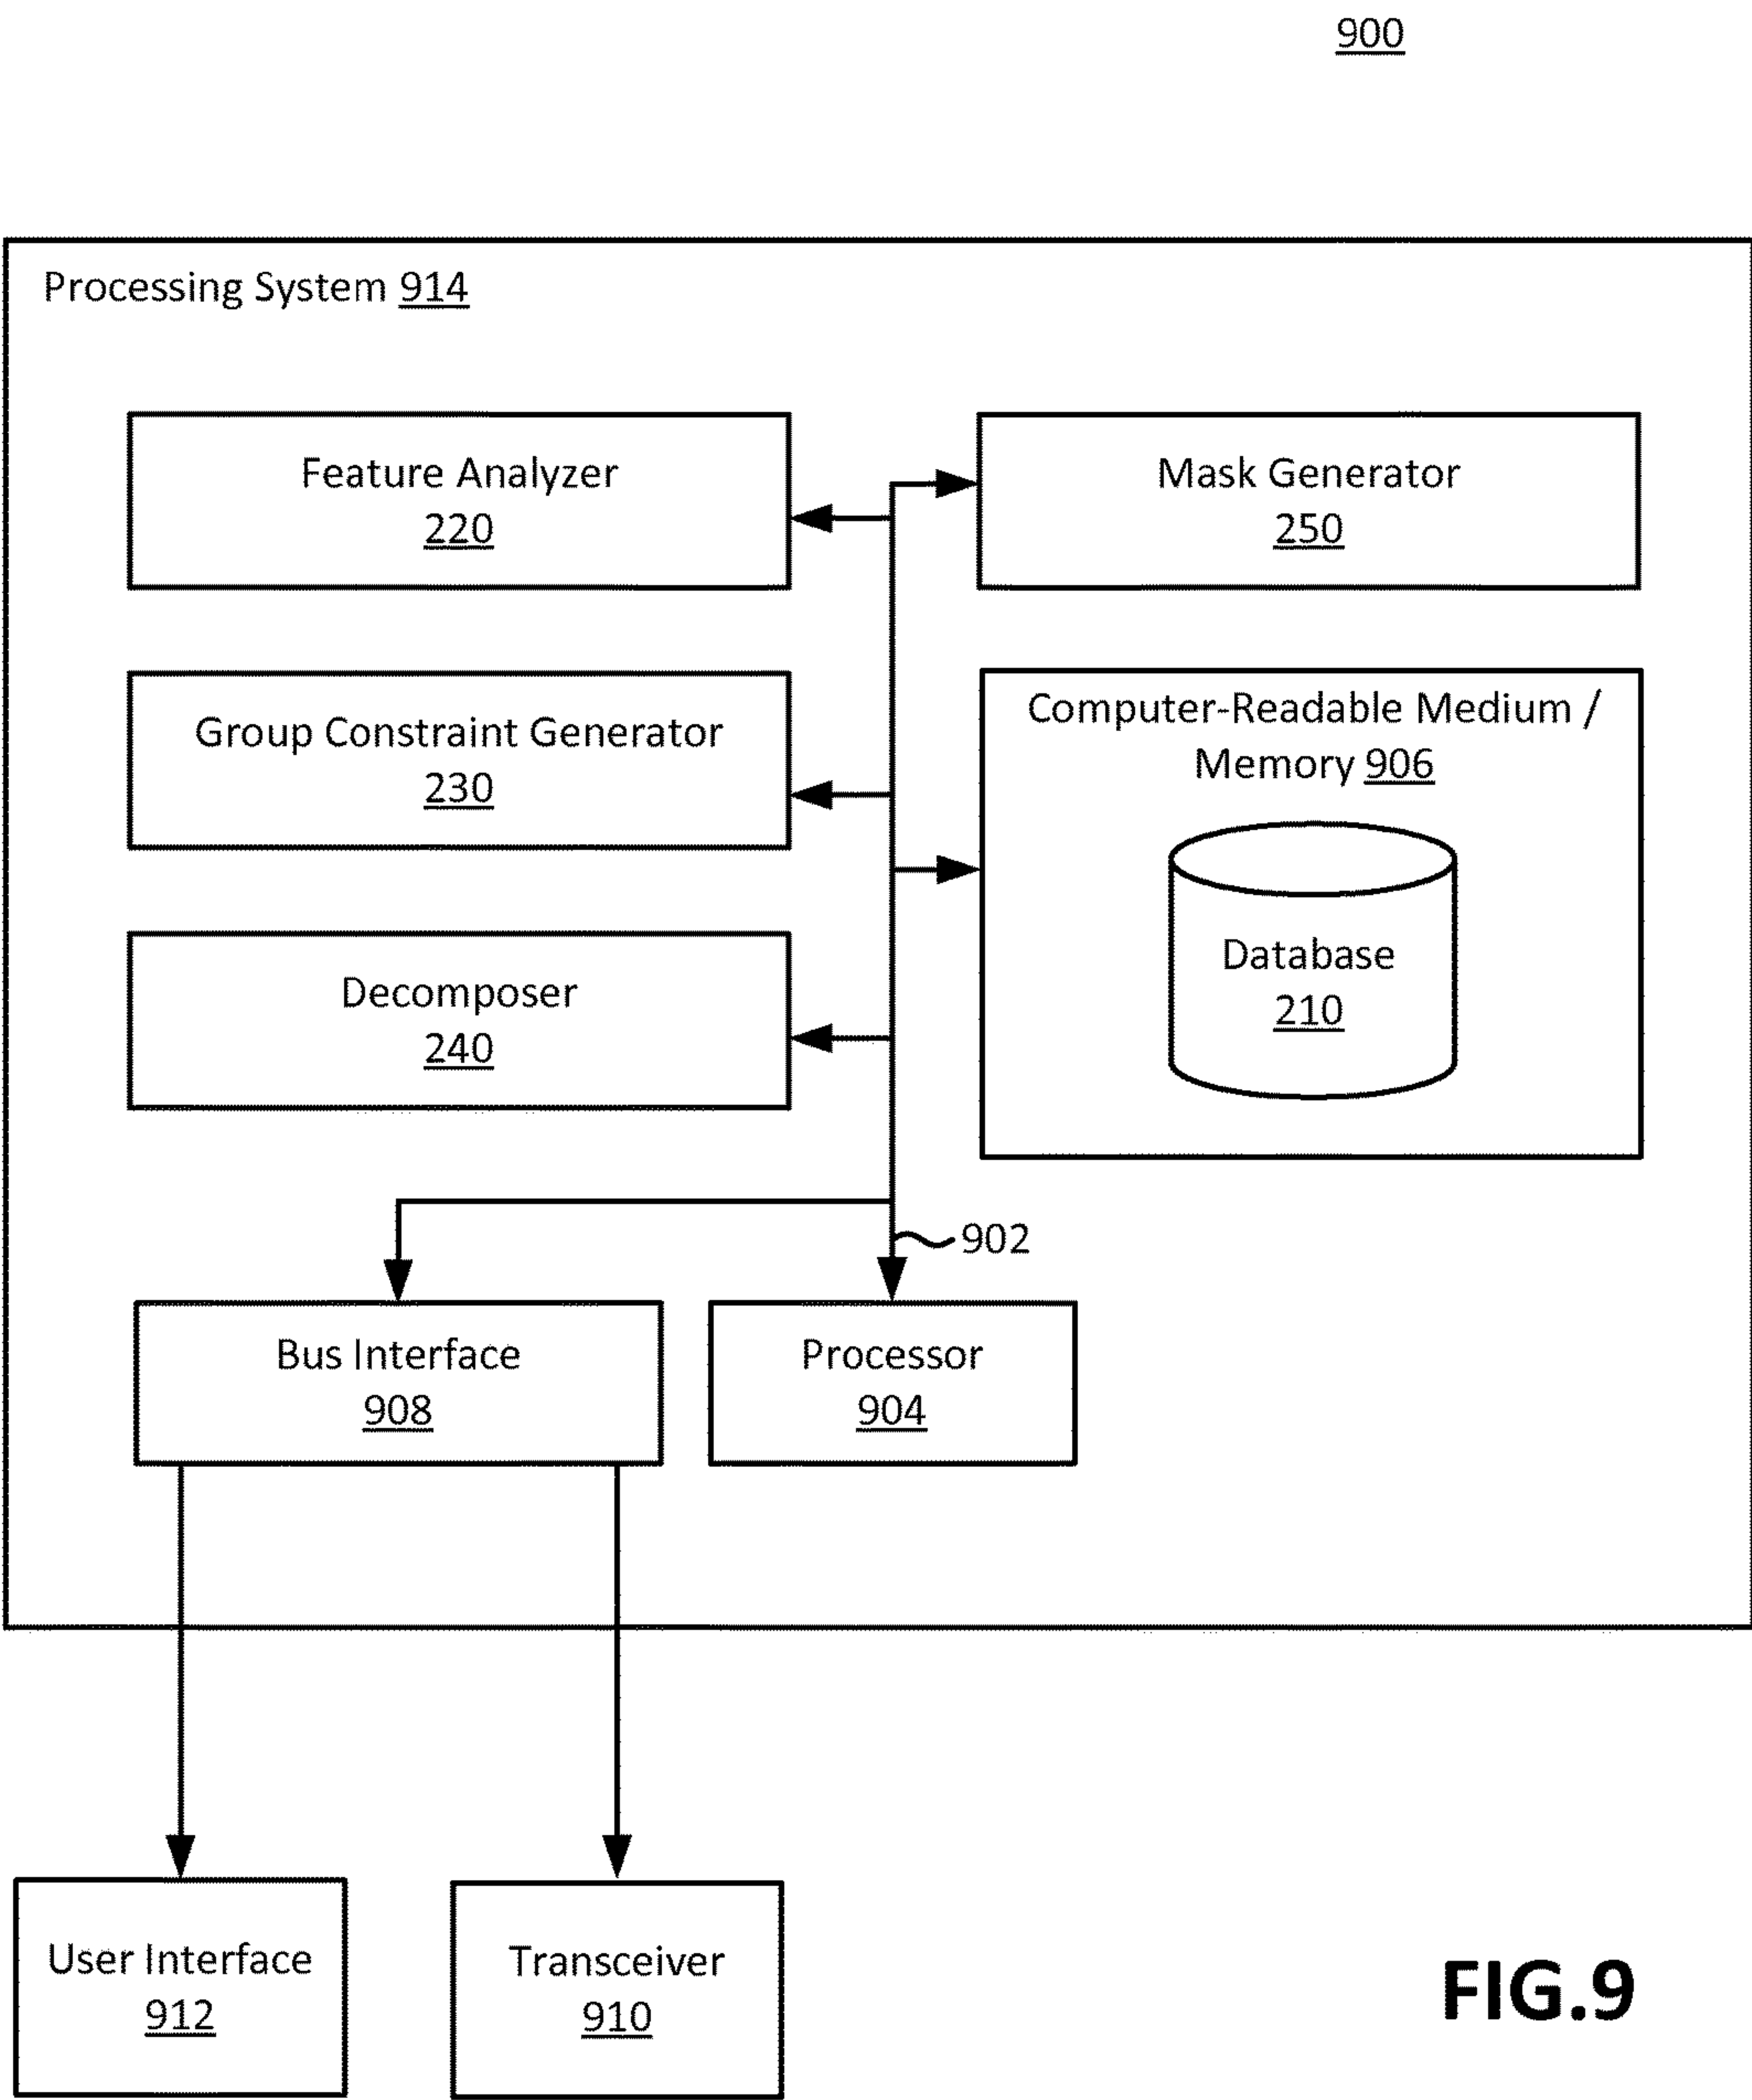 900
Processing System 914
Feature Analyzer
220
Mask Generator
250
Group Constraint Generator
230
Computer-Readable Medium /
Memory 906
Database
210
Decomposer
240
902
Bus Interface
908
Processor
904
User Interface
912
Transceiver
910
FIG.9